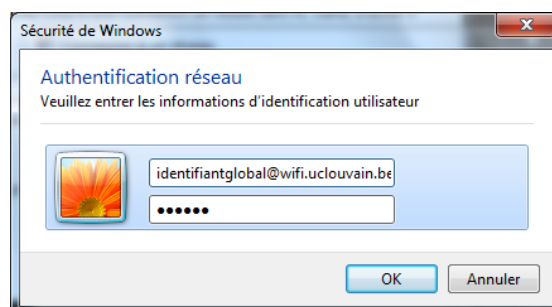 Sécurité de Windows
Authentification réseau
Veuillez entrer les informations d'identification utilisateur
identifiantglobal@wifi.uclouvain.be
●●●●●●
OK
Annuler